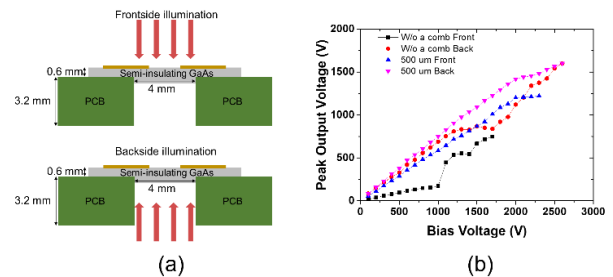 Frontside illumination
0.6 mm
Semi-insulating GaAs
4 mm
3.2 mm
PCB
PCB
Backside illumination
0.6 mm
Semi-insulating GaAs
4 mm
3.2 mm
PCB
PCB
(a)
Peak Output Voltage (V)
2000
1500
1000
500
0
W/o a comb Front
W/o a comb Back
500 um Front
500 um Back
0 500 1000 1500 2000 2500 3000
Bias Voltage (V)
(b)